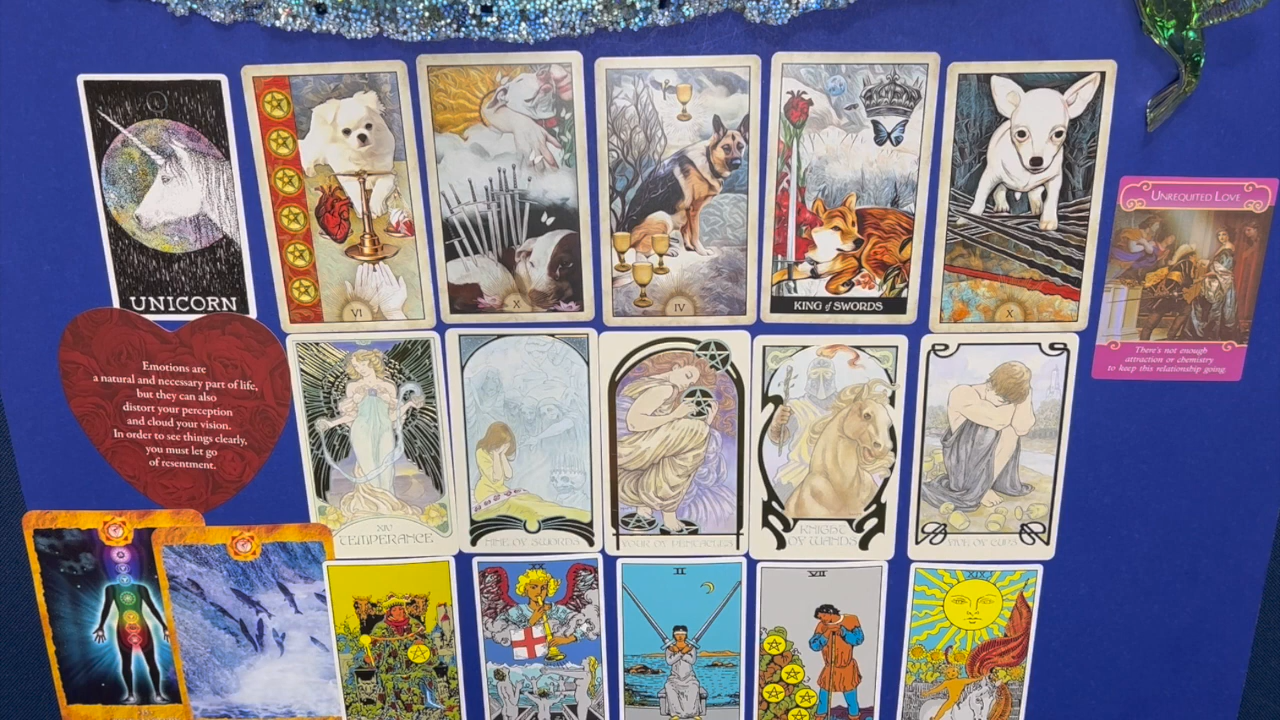 UNICORN
VI
X
IV
KING of SWORDS
X
UNREQUITED LOVE
There's not enough
attraction or chemistry
to keep this relationship going.
Emotions are
a natural and necessary part of life,
but they can also
distort your perception
and cloud your vision.
In order to see things clearly,
you must let go
of resentment.
XIV
TEMPERANCE
NINE OF SWORDS
FOUR OF PENTACLES
KNIGHT
OF WANDS
FIVE OF CUPS
XX
II
VII
XIX